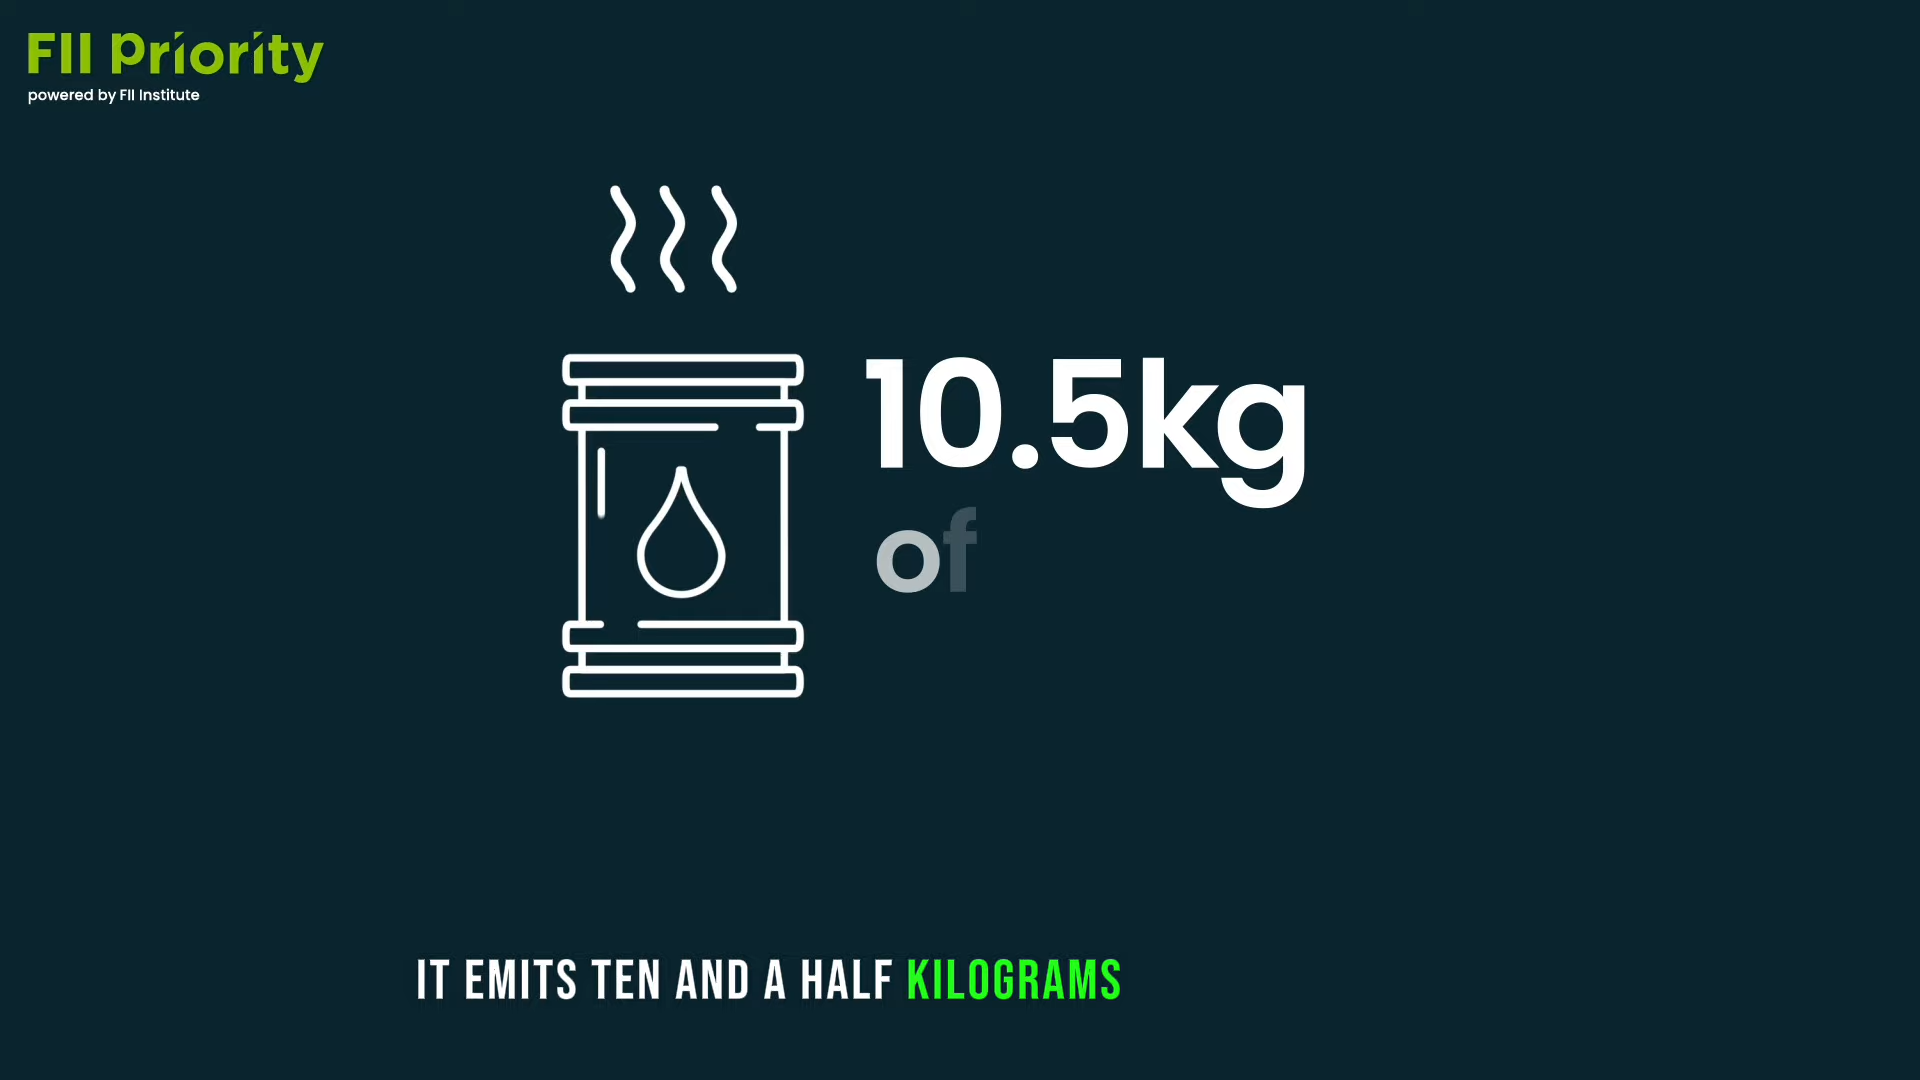 FII Priority
powered by FII Institute
10.5kg
of
IT EMITS TEN AND A HALF KILOGRAMS